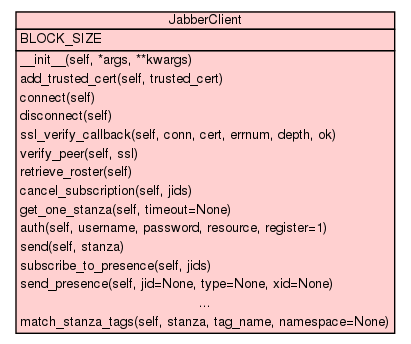 JabberClient
BLOCK_SIZE
__init__(self, *args, **kwargs)
add_trusted_cert(self, trusted_cert)
connect(self)
disconnect(self)
ssl_verify_callback(self, conn, cert, errnum, depth, ok)
verify_peer(self, ssl)
retrieve_roster(self)
cancel_subscription(self, jids)
get_one_stanza(self, timeout=None)
auth(self, username, password, resource, register=1)
send(self, stanza)
subscribe_to_presence(self, jids)
send_presence(self, jid=None, type=None, xid=None)
...
match_stanza_tags(self, stanza, tag_name, namespace=None)